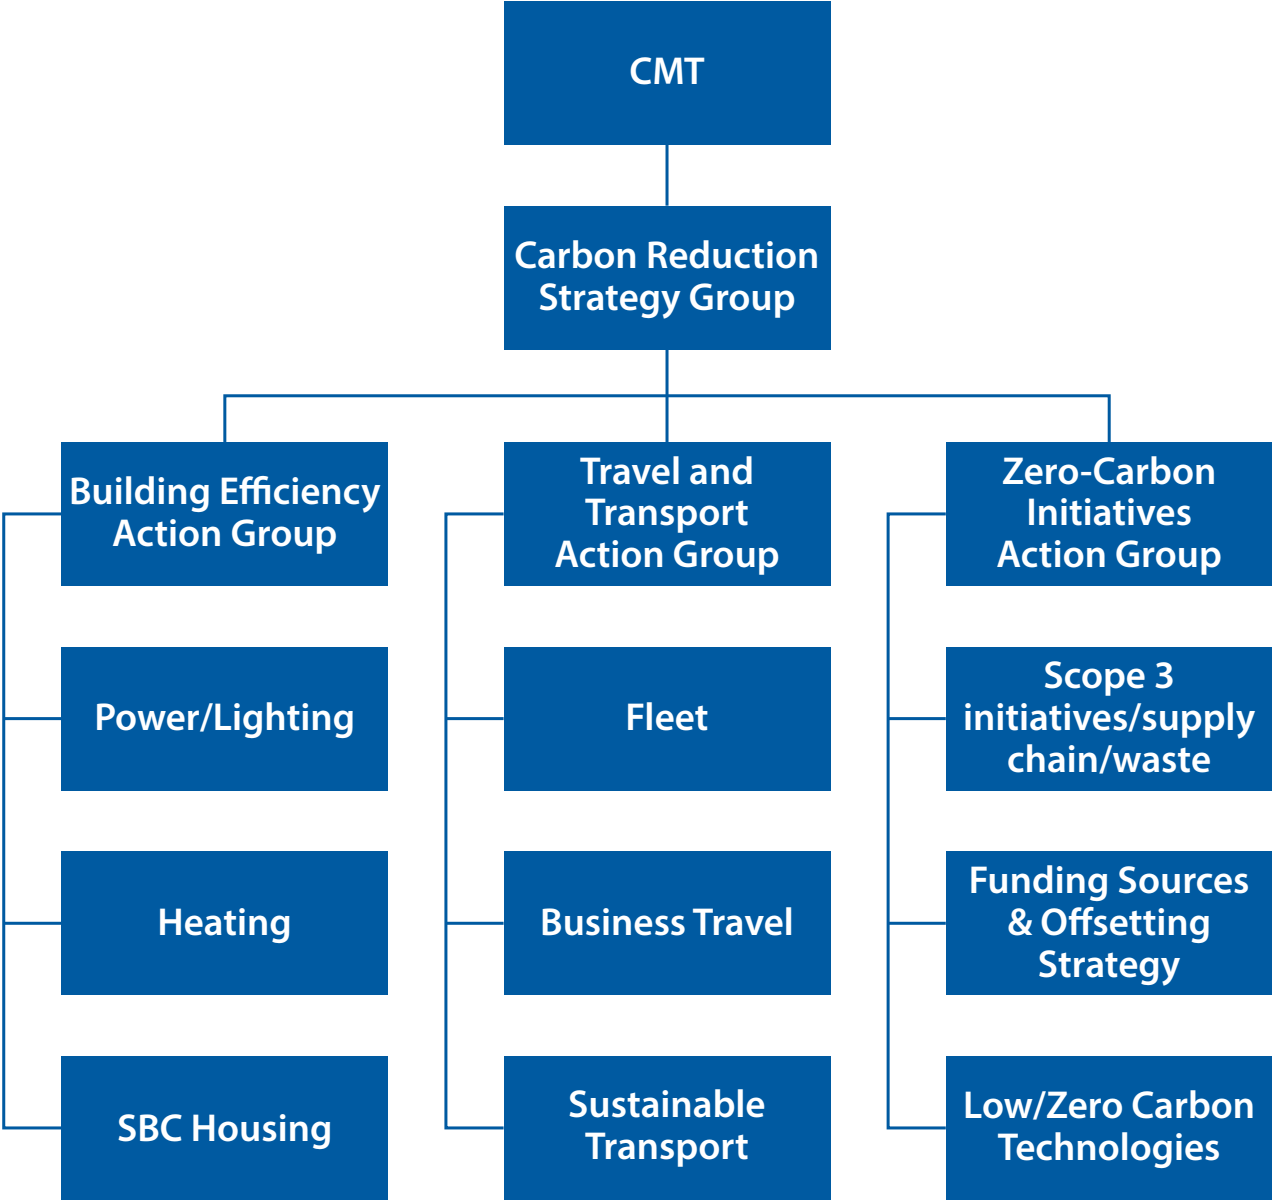 CMT
Carbon Reduction
Strategy Group
Building Efficiency
Action Group
Travel and
Transport
Action Group
Zero-Carbon
Initiatives
Action Group
Power/Lighting
Fleet
Scope 3
initiatives/supply
chain/waste
Heating
Business Travel
Funding Sources
& Offsetting
Strategy
SBC Housing
Sustainable
Transport
Low/Zero Carbon
Technologies